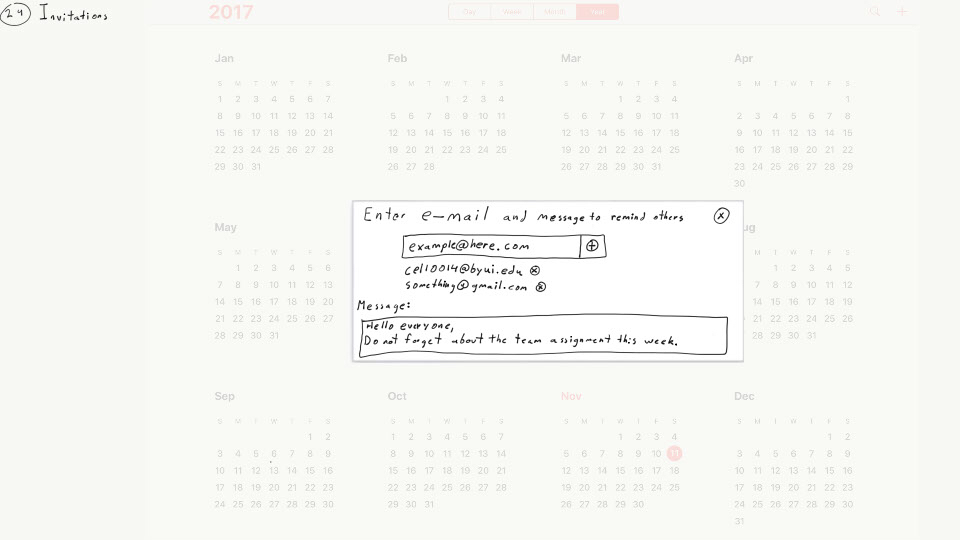 24 Invitations
2017
Day Week Month Year
Jan Feb Mar Apr
S M T W T F S S M T W T F S S M T W T F S S M T W T F S
1 2 3 4 5 6 7 1 2 3 4 1 2 3 4 1
8 9 10 11 12 13 14 5 6 7 8 9 10 11 5 6 7 8 9 10 11 2 3 4 5 6 7 8
15 16 17 18 19 20 21 12 13 14 15 16 17 18 12 13 14 15 16 17 18 9 10 11 12 13 14 15
22 23 24 25 26 27 28 19 20 21 22 23 24 25 19 20 21 22 23 24 25 16 17 18 19 20 21 22
29 30 31 26 27 28 26 27 28 29 30 31 23 24 25 26 27 28 29
30
Enter e-mail and message to remind others
example@here.com
cel10014@byui.edu
something@gmail.com
Message:
Hello everyone,
Do not forget about the team assignment this week.
May ug
S M T W T F S S M T W T F S
1 2 3 4 5 6 1 2 3 4 5
7 8 9 10 11 12 13 7 8 9 10 11 12
14 15 16 17 18 19 20 14 15 16 17 18 19
21 22 23 24 25 26 27 21 22 23 24 25 26
28 29 30 31 28 29 30 31
Sep Oct Nov Dec
S M T W T F S S M T W T F S S M T W T F S S M T W T F S
1 2 1 2 3 4 5 6 7 1 2 3 4 1 2
3 4 5 6 7 8 9 8 9 10 11 12 13 14 5 6 7 8 9 10 11 3 4 5 6 7 8 9
10 11 12 13 14 15 16 15 16 17 18 19 20 21 12 13 14 15 16 17 18 10 11 12 13 14 15 16
17 18 19 20 21 22 23 22 23 24 25 26 27 28 19 20 21 22 23 24 25 17 18 19 20 21 22 23
24 25 26 27 28 29 30 29 30 31 26 27 28 29 30 24 25 26 27 28 29 30
31